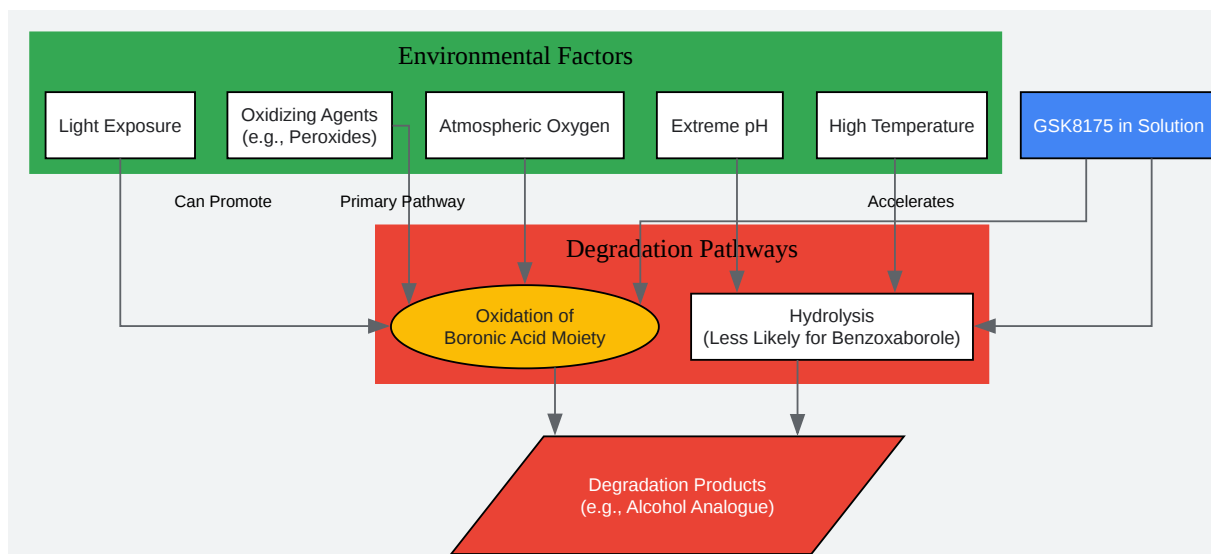 Environmental Factors
Light Exposure
Oxidizing Agents
(e.g., Peroxides)
Atmospheric Oxygen
Extreme pH
High Temperature
GSK8175 in Solution
Can Promote
Primary Pathway
Accelerates
Degradation Pathways
Oxidation of
Boronic Acid Moiety
Hydrolysis
(Less Likely for Benzoxaborole)
Degradation Products
(e.g., Alcohol Analogue)